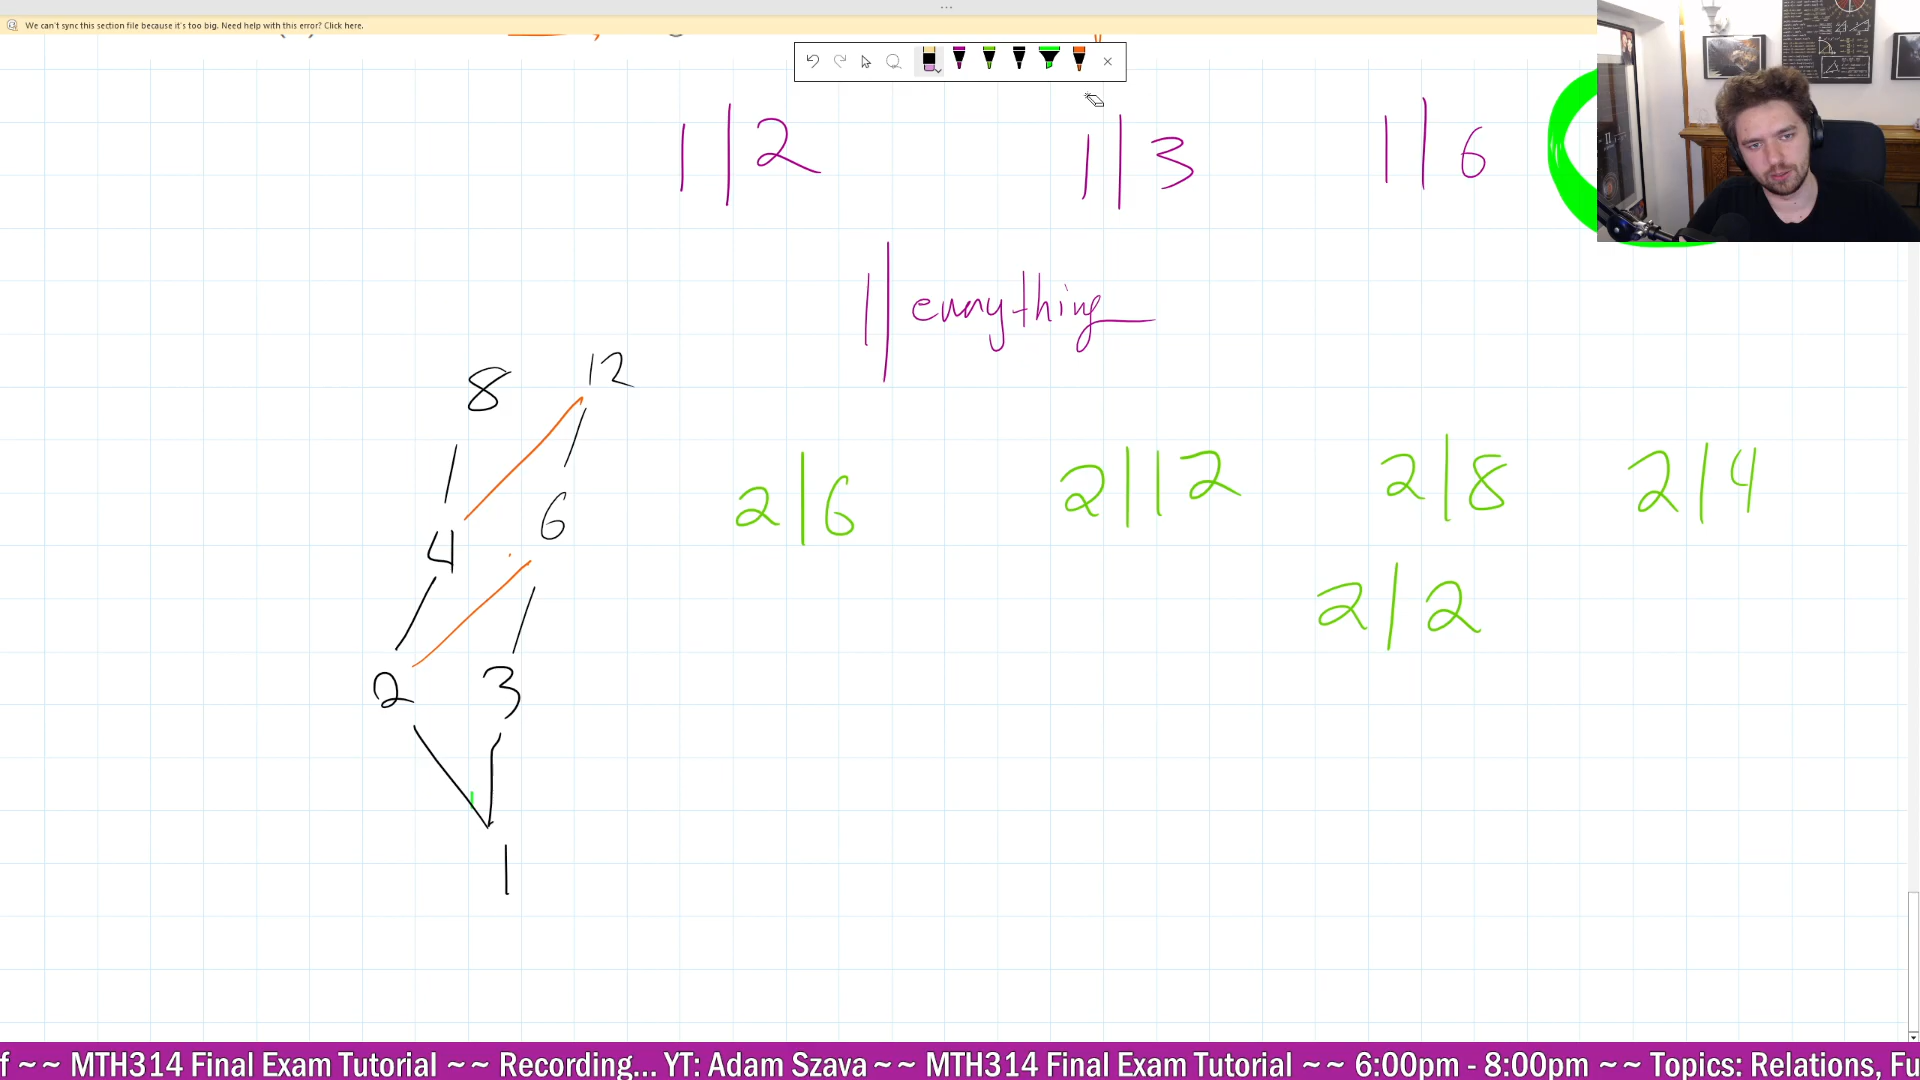 We can't sync this section file because it's too big. Need help with this error? Click here.
1|2 1|3 1|6
1|everything
8 12
2|6 2|12 2|8 2|4
4 6
2|2
2 3
1
f ~~ MTH314 Final Exam Tutorial ~~ Recording... YT: Adam Szava ~~ MTH314 Final Exam Tutorial ~~ 6:00pm - 8:00pm ~~ Topics: Relations, Fu